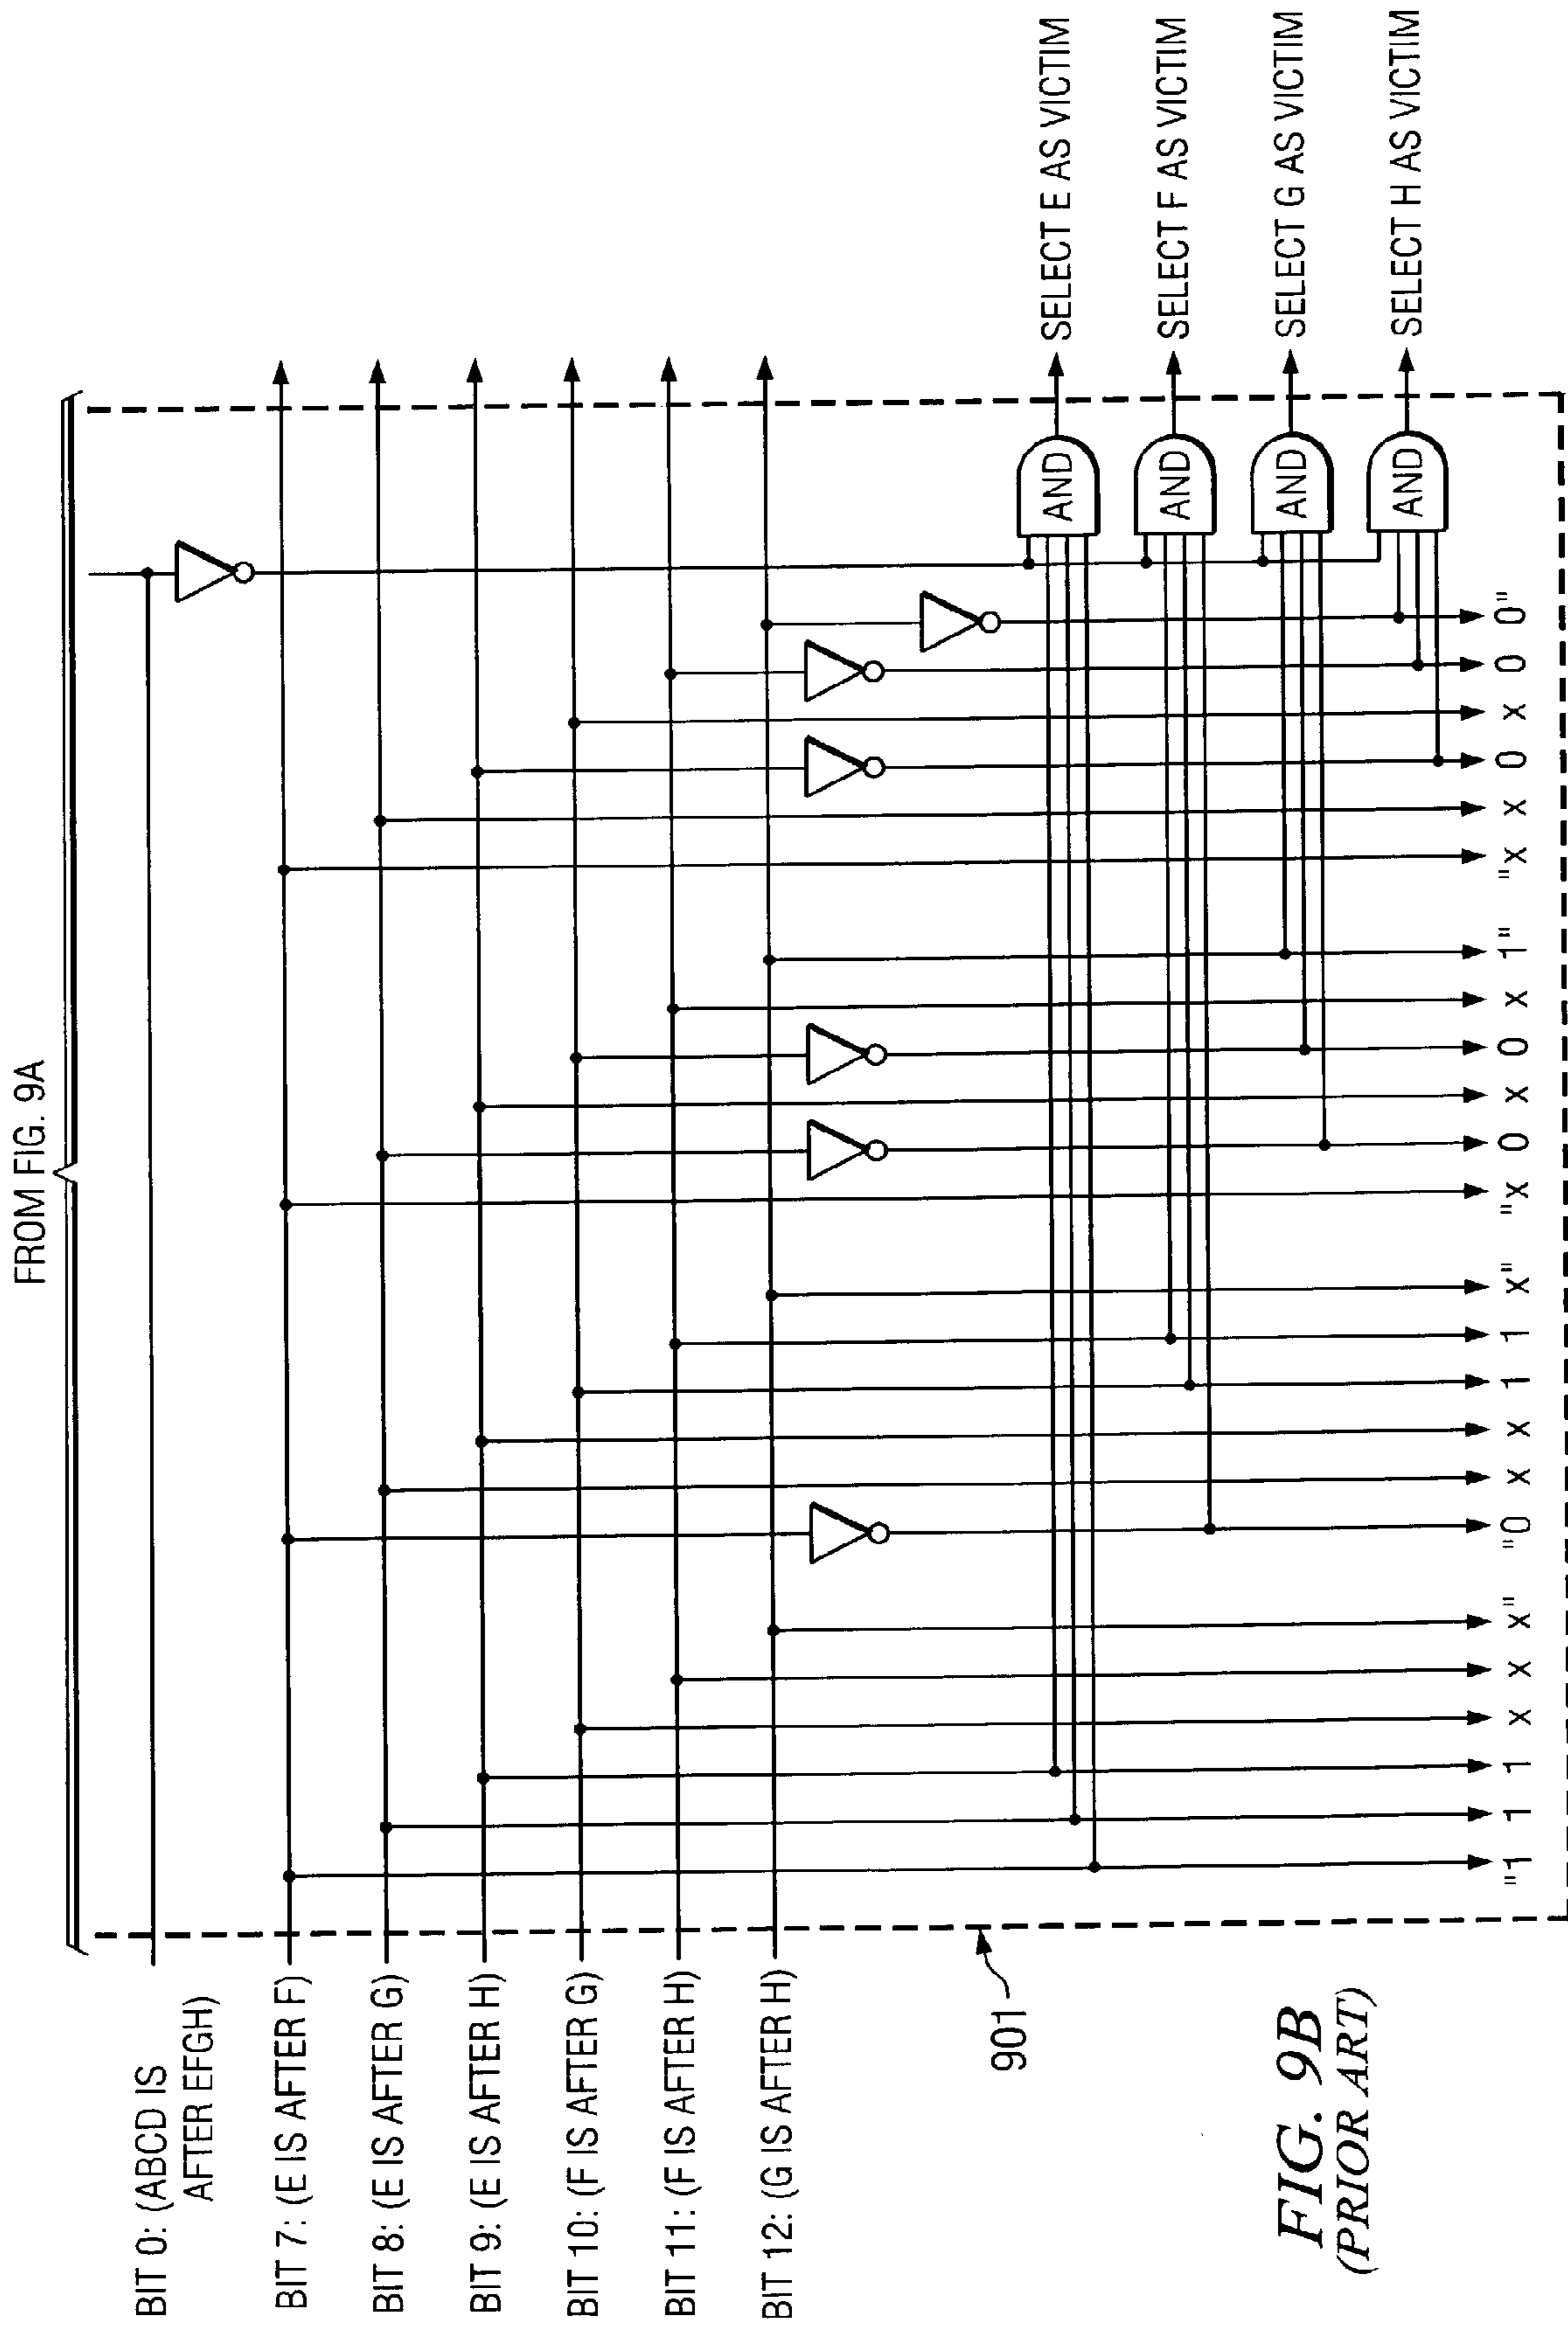 FROM FIG. 9A
BIT 0: (ABCD IS
AFTER EFGH)
BIT 7: (E IS AFTER F)
BIT 8: (E IS AFTER G)
BIT 9: (E IS AFTER H)
BIT 10: (F IS AFTER G)
BIT 11: (F IS AFTER H)
BIT 12: (G IS AFTER H)
901
AND
SELECT E AS VICTIM
AND
SELECT F AS VICTIM
AND
SELECT G AS VICTIM
AND
SELECT H AS VICTIM
"1 1 1 x x x" "0 x x 1 1 x" "x 0 x 0 x 1" "x x 0 x 0 0"
FIG. 9B
(PRIOR ART)